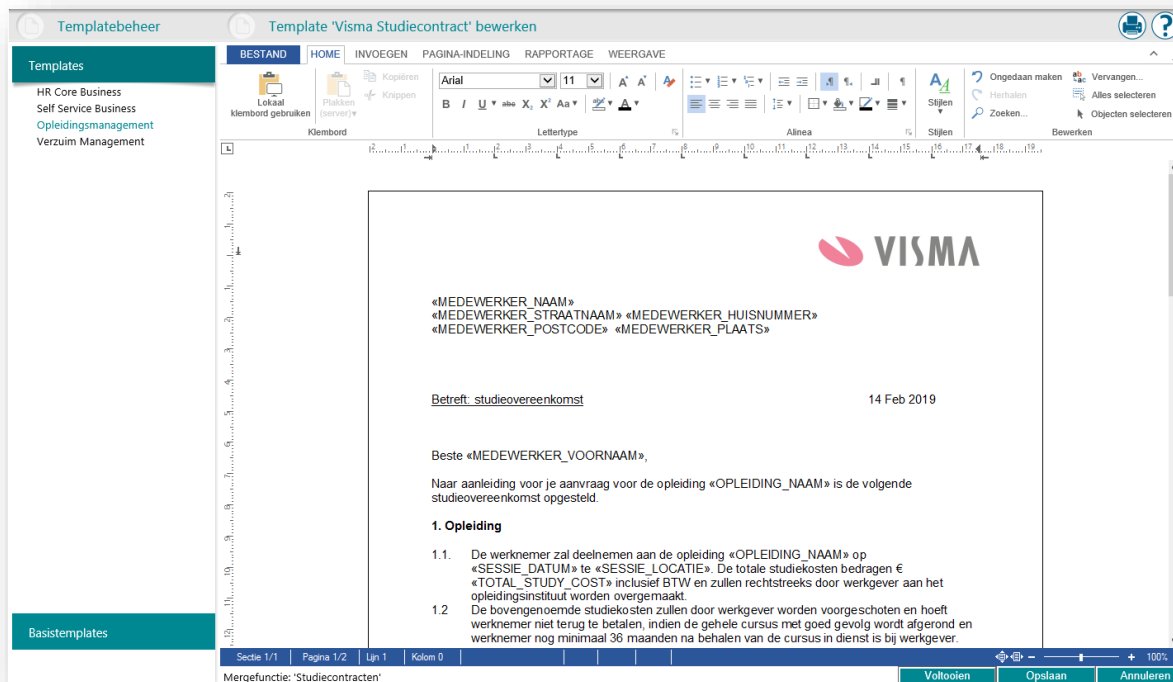 Templatebeheer
Template 'Visma Studiecontract' bewerken
Templates
HR Core Business
Self Service Business
Opleidingsmanagement
Verzuim Management
Basistemplates
BESTAND HOME INVOEGEN PAGINA-INDELING RAPPORTAGE WEERGAVE
Lokaal
klembord gebruiken
Plakken
(server)
Kopiëren
Knippen
Klembord
Arial 11
B I U abc X₂ X² Aa A
Lettertype
Alinea
Stijlen
Stijlen
Ongedaan maken
Herhalen
Zoeken...
Vervangen...
Alles selecteren
Objecten selecteren
Bewerken
VISMA
«MEDEWERKER_NAAM»
«MEDEWERKER_STRAATNAAM» «MEDEWERKER_HUISNUMMER»
«MEDEWERKER_POSTCODE» «MEDEWERKER_PLAATS»
Betreft: studieovereenkomst 14 Feb 2019
Beste «MEDEWERKER_VOORNAAM»,
Naar aanleiding voor je aanvraag voor de opleiding «OPLEIDING_NAAM» is de volgende
studieovereenkomst opgesteld.
1. Opleiding
1.1. De werknemer zal deelnemen aan de opleiding «OPLEIDING_NAAM» op
«SESSIE_DATUM» te «SESSIE_LOCATIE». De totale studiekosten bedragen €
«TOTAL_STUDY_COST» inclusief BTW en zullen rechtstreeks door werkgever aan het
opleidingsinstituut worden overgemaakt.
1.2 De bovengenoemde studiekosten zullen door werkgever worden voorgeschoten en hoeft
werknemer niet terug te betalen, indien de gehele cursus met goed gevolg wordt afgerond en
werknemer nog minimaal 36 maanden na behalen van de cursus in dienst is bij werkgever.
Sectie 1/1 Pagina 1/2 Lijn 1 Kolom 0 100%
Mergefunctie: 'Studiecontracten'
Voltooien Opslaan Annuleren